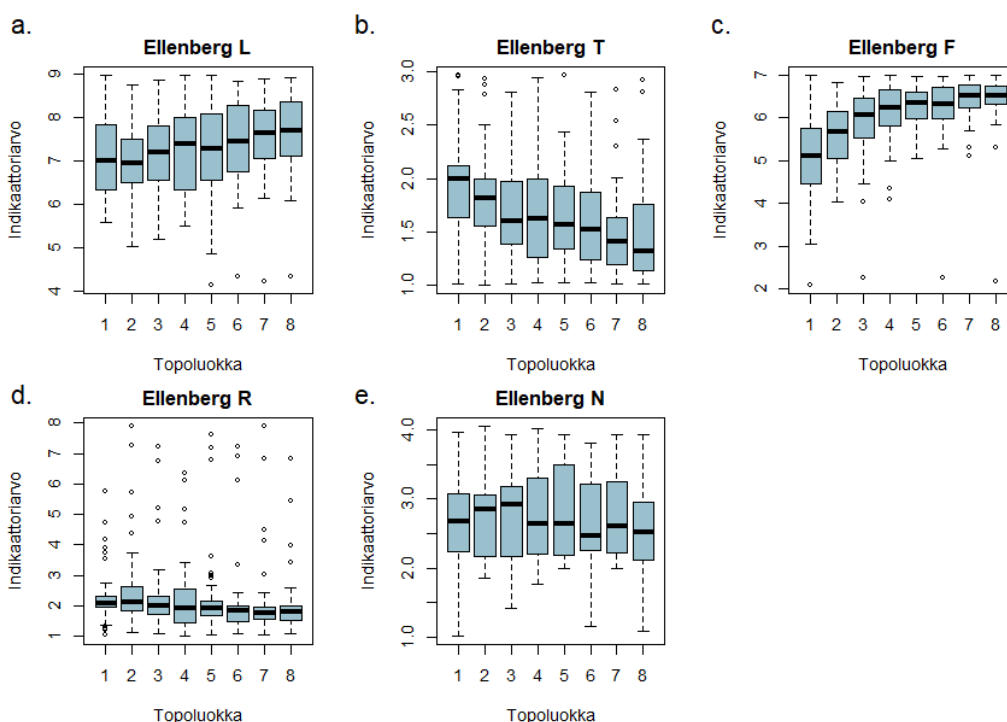 a.
Ellenberg L
Indikaattoriarvo
9
8
7
6
5
4
1 2 3 4 5 6 7 8
Topoluokka
b.
Ellenberg T
Indikaattoriarvo
3.0
2.5
2.0
1.5
1.0
1 2 3 4 5 6 7 8
Topoluokka
c.
Ellenberg F
Indikaattoriarvo
7
6
5
4
3
2
1 2 3 4 5 6 7 8
Topoluokka
d.
Ellenberg R
Indikaattoriarvo
8
7
6
5
4
3
2
1
1 2 3 4 5 6 7 8
Topoluokka
e.
Ellenberg N
Indikaattoriarvo
4.0
3.0
2.0
1.0
1 2 3 4 5 6 7 8
Topoluokka